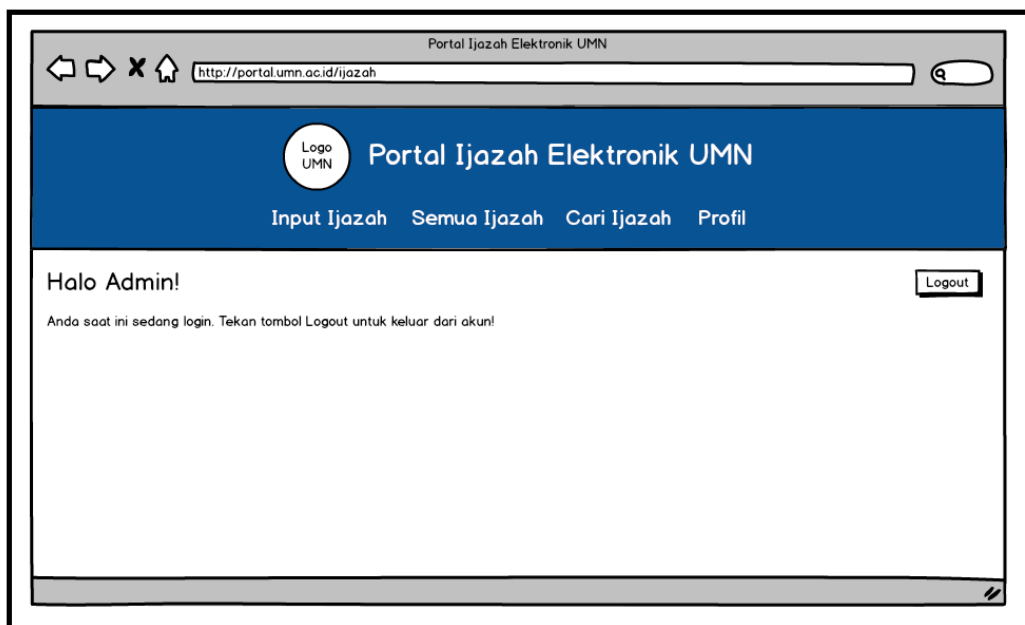 Portal Ijazah Elektronik UMN
http://portal.umn.ac.id/ijazah
Logo
UMN
Portal Ijazah Elektronik UMN
Input Ijazah Semua Ijazah Cari Ijazah Profil
Halo Admin!
Logout
Anda saat ini sedang login. Tekan tombol Logout untuk keluar dari akun!